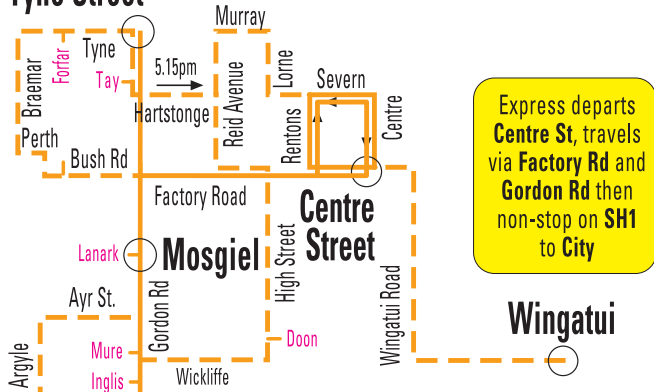 Tyne Street
Murray
Tyne
Forfar
Braemar
Tay
5.15pm
Hartstonge
Reid Avenue
Lorne
Severn
Rentons
Centre
Perth
Bush Rd
Factory Road
Centre
Street
Express departs
Centre St, travels
via Factory Rd and
Gordon Rd then
non-stop on SH1
to City
Lanark
Mosgiel
High Street
Wingatui Road
Wingatui
Ayr St.
Gordon Rd
Argyle
Mure
Doon
Inglis
Wickliffe